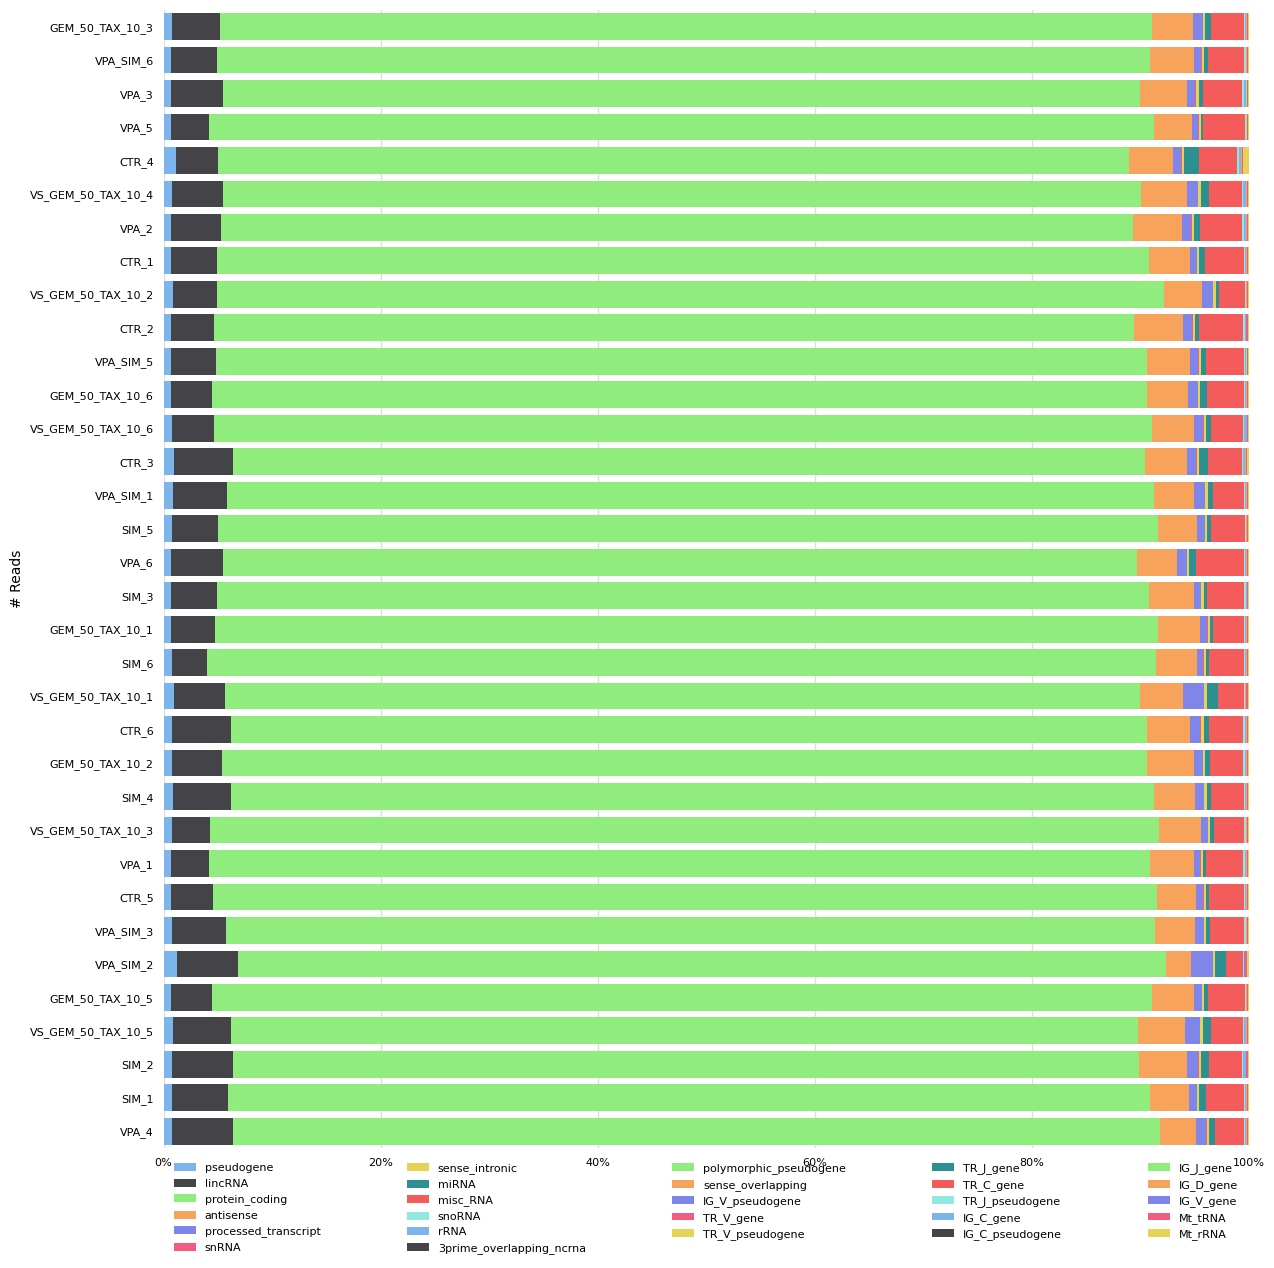 GEM_50_TAX_10_3
VPA_SIM_6
VPA_3
VPA_5
CTR_4
VS_GEM_50_TAX_10_4
VPA_2
CTR_1
VS_GEM_50_TAX_10_2
CTR_2
VPA_SIM_5
GEM_50_TAX_10_6
VS_GEM_50_TAX_10_6
CTR_3
VPA_SIM_1
SIM_5
VPA_6
SIM_3
GEM_50_TAX_10_1
SIM_6
VS_GEM_50_TAX_10_1
CTR_6
GEM_50_TAX_10_2
SIM_4
VS_GEM_50_TAX_10_3
VPA_1
CTR_5
VPA_SIM_3
VPA_SIM_2
GEM_50_TAX_10_5
VS_GEM_50_TAX_10_5
SIM_2
SIM_1
VPA_4
# Reads
0% 20% 40% 60% 80% 100%
pseudogene
lincRNA
protein_coding
antisense
processed_transcript
snRNA
sense_intronic
miRNA
misc_RNA
snoRNA
rRNA
3prime_overlapping_ncrna
polymorphic_pseudogene
sense_overlapping
IG_V_pseudogene
TR_V_gene
TR_V_pseudogene
TR_J_gene
TR_C_gene
TR_J_pseudogene
IG_C_gene
IG_C_pseudogene
IG_J_gene
IG_D_gene
IG_V_gene
Mt_tRNA
Mt_rRNA